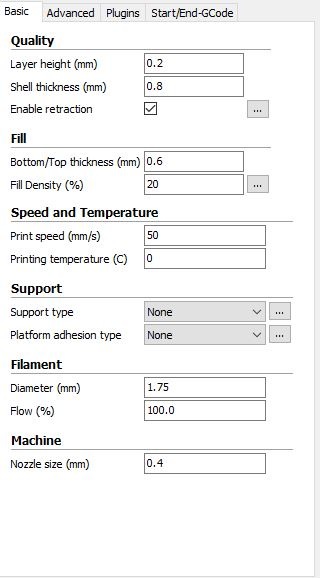 Basic Advanced Plugins Start/End-GCode
Quality
Layer height (mm) 0.2
Shell thickness (mm) 0.8
Enable retraction ...
Fill
Bottom/Top thickness (mm) 0.6
Fill Density (%) 20 ...
Speed and Temperature
Print speed (mm/s) 50
Printing temperature (C) 0
Support
Support type None ...
Platform adhesion type None ...
Filament
Diameter (mm) 1.75
Flow (%) 100.0
Machine
Nozzle size (mm) 0.4